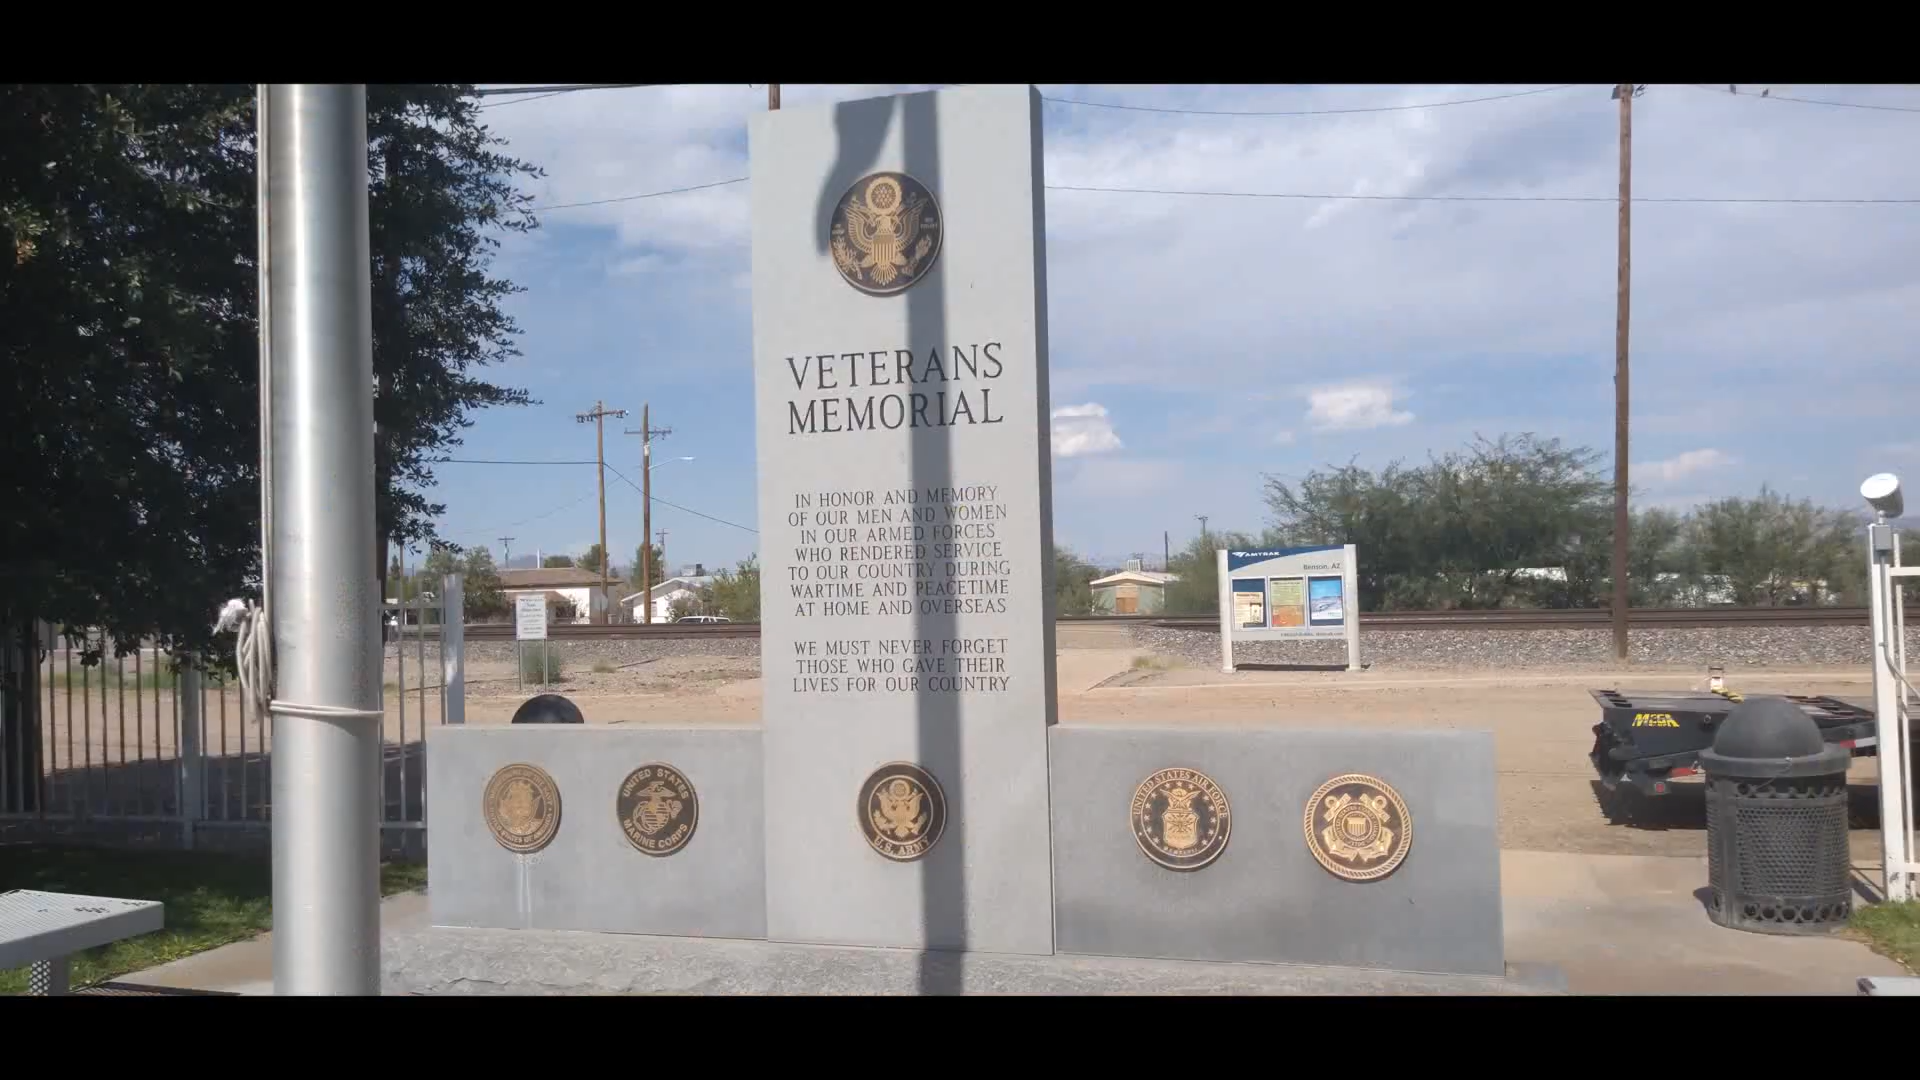 VETERANS
MEMORIAL
IN HONOR AND MEMORY
OF OUR MEN AND WOMEN
IN OUR ARMED FORCES
WHO RENDERED SERVICE
TO OUR COUNTRY DURING
WARTIME AND PEACETIME
AT HOME AND OVERSEAS
WE MUST NEVER FORGET
THOSE WHO GAVE THEIR
LIVES FOR OUR COUNTRY
UNITED STATES
MARINE CORPS
U.S. ARMY
UNITED STATES AIR FORCE
AMTRAK
Benson, AZ